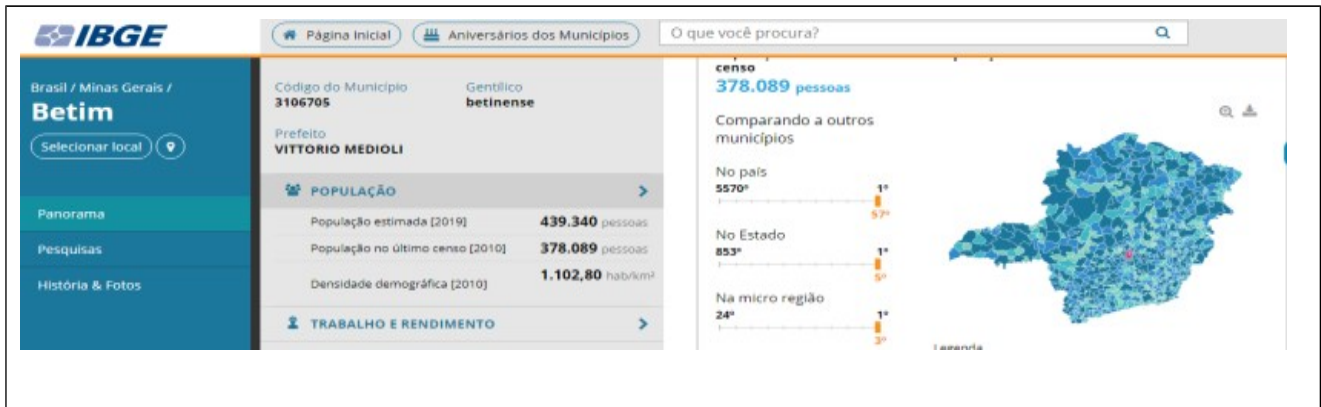 IBGE
Página Inicial
Aniversários dos Municípios
O que você procura?
Brasil / Minas Gerais /
Betim
Selecionar local
Panorama
Pesquisas
História & Fotos
Código do Município
3106705
Gentílico
betinense
Prefeito
VITTORIO MEDIOLI
POPULAÇÃO
População estimada [2019] 439.340 pessoas
População no último censo [2010] 378.089 pessoas
Densidade demográfica [2010] 1.102,80 hab/km²
TRABALHO E RENDIMENTO
censo
378.089 pessoas
Comparando a outros
municípios
No país
5570º 1º
57º
No Estado
853º 1º
5º
Na micro região
24º 1º
3º
Legenda